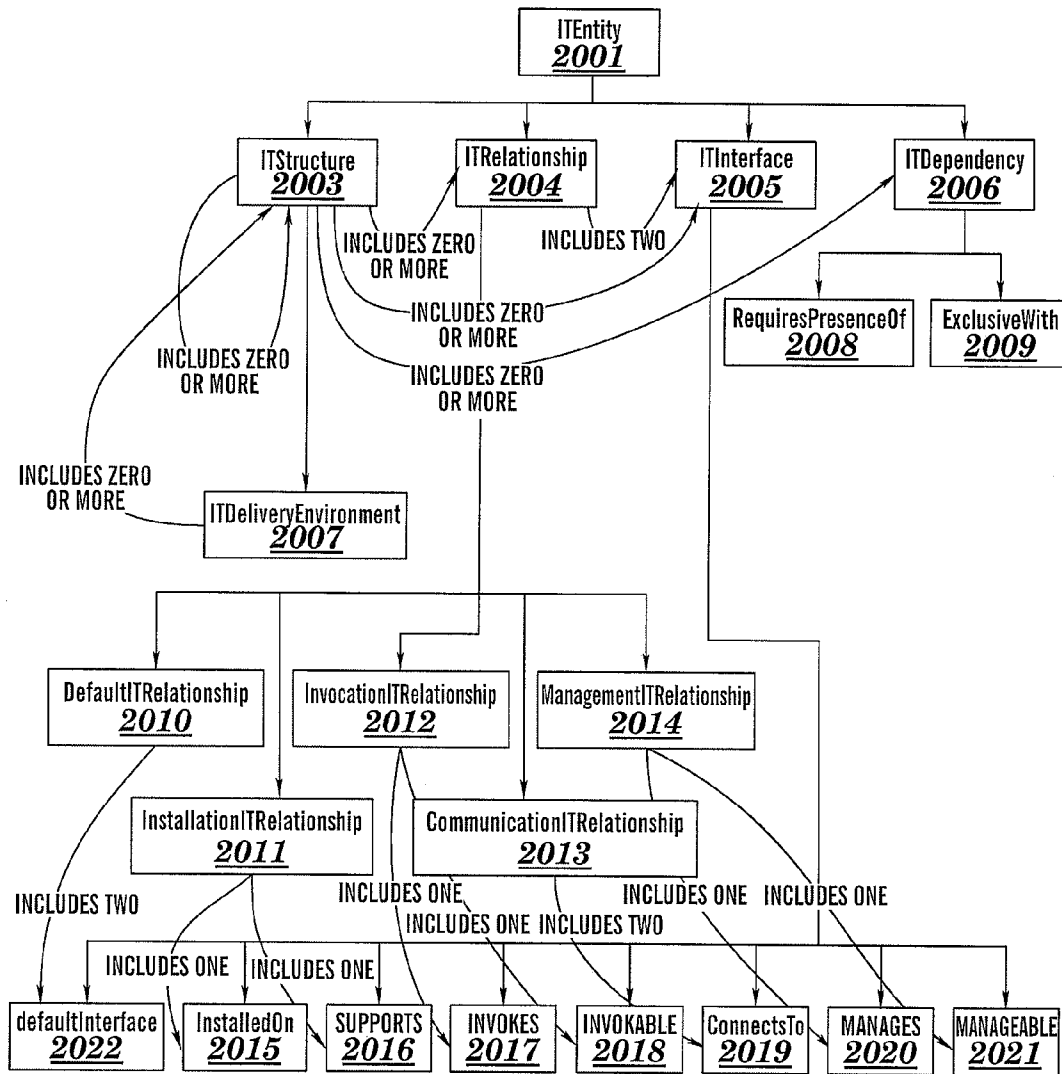 ITEntity
2001
ITStructure
2003
ITRelationship
2004
ITInterface
2005
ITDependency
2006
INCLUDES ZERO
OR MORE
INCLUDES TWO
INCLUDES ZERO
OR MORE
INCLUDES ZERO
OR MORE
INCLUDES ZERO
OR MORE
RequiresPresenceOf
2008
ExclusiveWith
2009
INCLUDES ZERO
OR MORE
ITDeliveryEnvironment
2007
DefaultITRelationship
2010
InvocationITRelationship
2012
ManagementITRelationship
2014
InstallationITRelationship
2011
CommunicationITRelationship
2013
INCLUDES TWO
INCLUDES ONE
INCLUDES ONE
INCLUDES TWO
INCLUDES ONE
INCLUDES ONE
INCLUDES ONE
INCLUDES ONE
defaultInterface
2022
InstalledOn
2015
SUPPORTS
2016
INVOKES
2017
INVOKABLE
2018
ConnectsTo
2019
MANAGES
2020
MANAGEABLE
2021